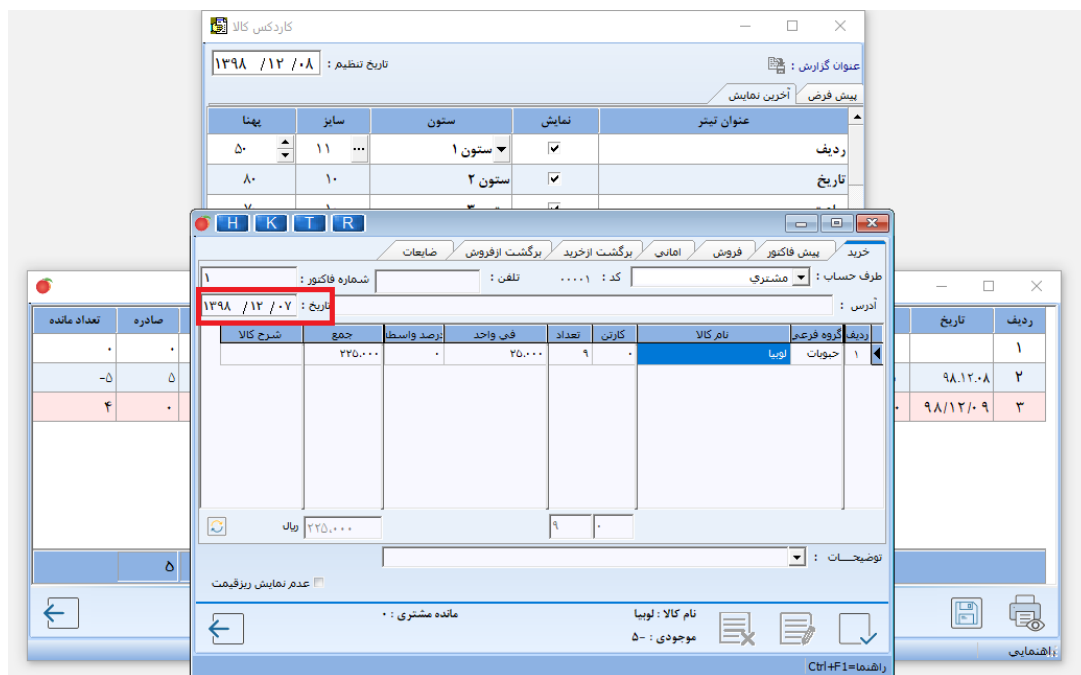 کاردکس کالا
عنوان گزارش :
تاریخ تنظیم : ۱۳۹۸ /۱۲ /۰۸
پیش فرض آخرین نمایش
عنوان تیتر نمایش ستون سایز پهنا
ردیف ستون ۱ ۱۱ ... ۵۰
تاریخ ستون ۲ ۱۰ ۸۰
H K T R
خرید پیش فاکتور فروش امانی برگشت ازخرید برگشت ازفروش ضایعات
طرف حساب : مشتری کد : ۰۰۰۰۱ تلفن : شماره فاکتور : ۱
آدرس : تاریخ : ۱۳۹۸ /۱۲ /۰۷
ردیف گروه فرعی نام کالا کارتن تعداد فی واحد درصد واسطه جمع شرح کالا
۱ حبوبات لوبیا ۰ ۹ ۲۵.۰۰۰ ۰ ۲۲۵.۰۰۰
۰ ۹ ۲۲۵.۰۰۰ ریال
توضیحــات :
عدم نمایش ریزقیمت
نام کالا : لوبیا مانده مشتری : ۰
موجودی : -۵
راهنما=Ctrl+F1
ردیف تاریخ
۱
۲ ۹۸.۱۲.۰۸
۳ ۹۸/۱۲/۰۹
صادره تعداد مانده
۰ ۰
۵ -۵
۰ ۴
۵
راهنمایی